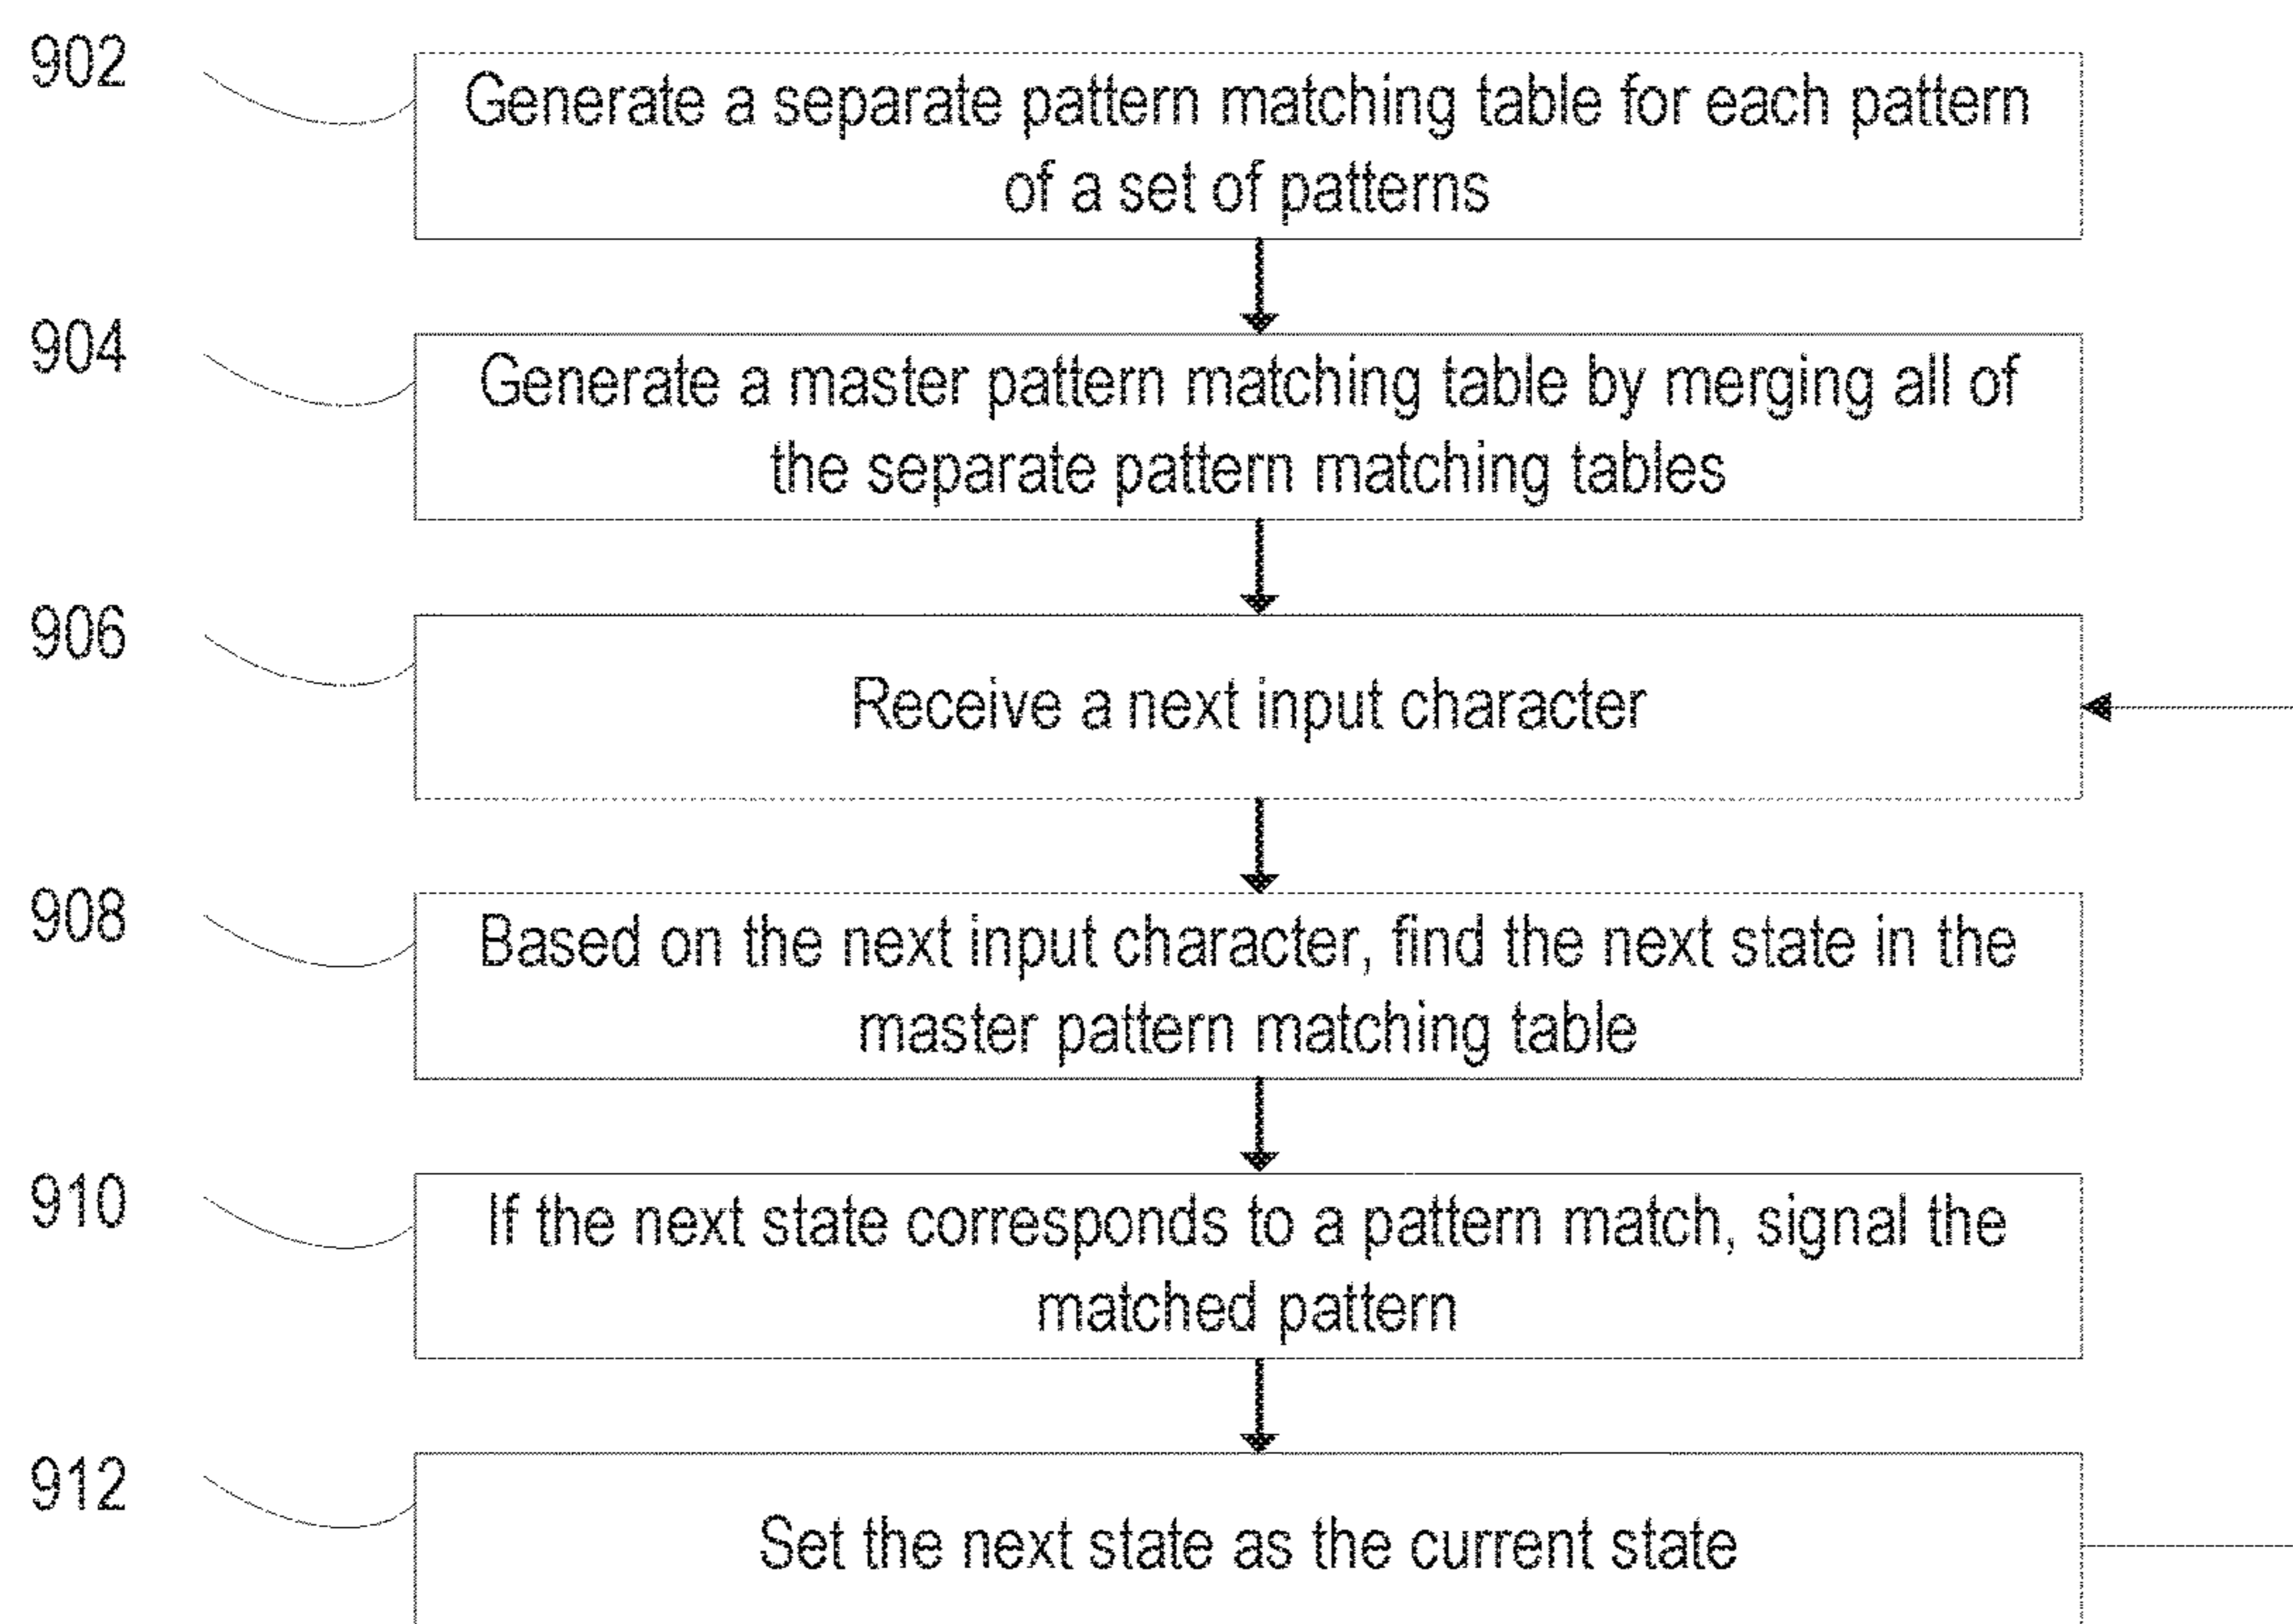 902
Generate a separate pattern matching table for each pattern
of a set of patterns
904
Generate a master pattern matching table by merging all of
the separate pattern matching tables
906
Receive a next input character
908
Based on the next input character, find the next state in the
master pattern matching table
910
If the next state corresponds to a pattern match, signal the
matched pattern
912
Set the next state as the current state